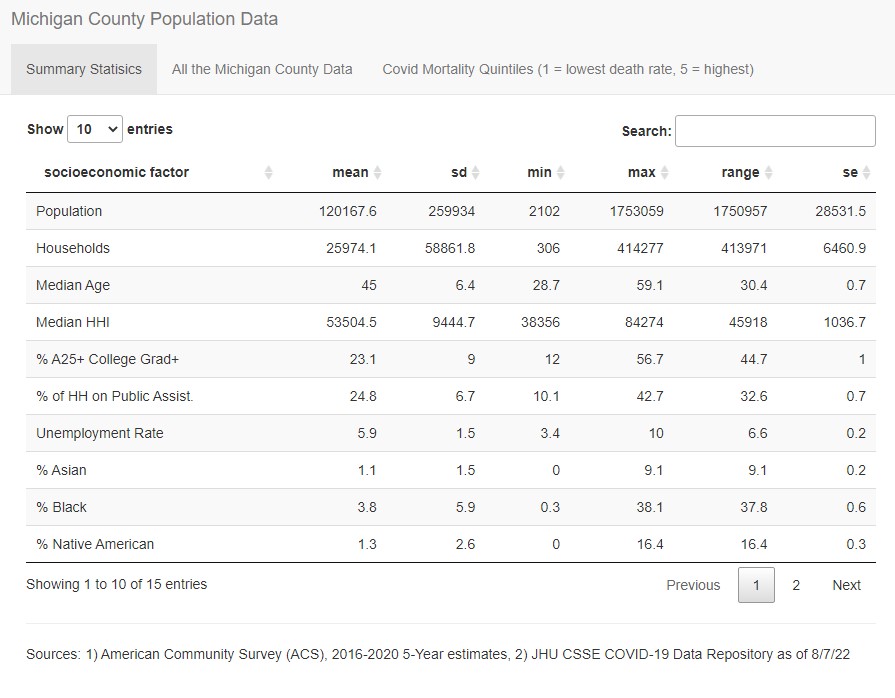 Michigan County Population Data
Summary Statisics All the Michigan County Data Covid Mortality Quintiles (1 = lowest death rate, 5 = highest)
Show 10 entries Search:
socioeconomic factor mean sd min max range se
Population 120167.6 259934 2102 1753059 1750957 28531.5
Households 25974.1 58861.8 306 414277 413971 6460.9
Median Age 45 6.4 28.7 59.1 30.4 0.7
Median HHI 53504.5 9444.7 38356 84274 45918 1036.7
% A25+ College Grad+ 23.1 9 12 56.7 44.7 1
% of HH on Public Assist. 24.8 6.7 10.1 42.7 32.6 0.7
Unemployment Rate 5.9 1.5 3.4 10 6.6 0.2
% Asian 1.1 1.5 0 9.1 9.1 0.2
% Black 3.8 5.9 0.3 38.1 37.8 0.6
% Native American 1.3 2.6 0 16.4 16.4 0.3
Showing 1 to 10 of 15 entries Previous 1 2 Next
Sources: 1) American Community Survey (ACS), 2016-2020 5-Year estimates, 2) JHU CSSE COVID-19 Data Repository as of 8/7/22